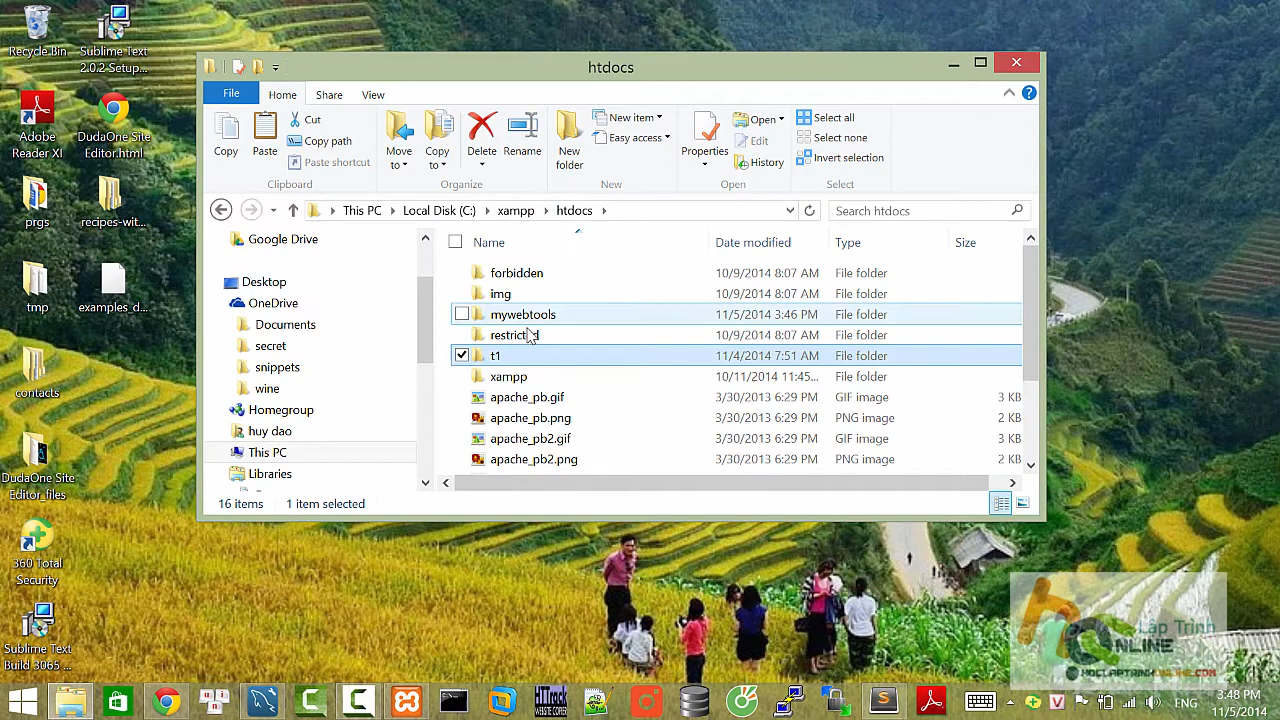 Recycle Bin
Sublime Text
2.0.2 Setup...
Adobe
Reader XI
DudaOne Site
Editor.html
prgs
recipes-wit...
tmp
examples_d...
contacts
DudaOne Site
Editor_files
360 Total
Security
Sublime Text
Build 3065 ...
htdocs
File
Home
Share
View
Copy
Paste
Cut
Copy path
Paste shortcut
Move
to
Copy
to
Delete
Rename
New
folder
New item
Easy access
Properties
Open
Edit
History
Select all
Select none
Invert selection
Clipboard
Organize
New
Open
Select
This PC
Local Disk (C:)
xampp
htdocs
Search htdocs
Google Drive
Desktop
OneDrive
Documents
secret
snippets
wine
Homegroup
huy dao
This PC
Libraries
Name Date modified Type Size
forbidden 10/9/2014 8:07 AM File folder
img 10/9/2014 8:07 AM File folder
mywebtools 11/5/2014 3:46 PM File folder
restricted 10/9/2014 8:07 AM File folder
t1 11/4/2014 7:51 AM File folder
xampp 10/11/2014 11:45... File folder
apache_pb.gif 3/30/2013 6:29 PM GIF image 3 KB
apache_pb.png 3/30/2013 6:29 PM PNG image 2 KB
apache_pb2.gif 3/30/2013 6:29 PM GIF image 3 KB
apache_pb2.png 3/30/2013 6:29 PM PNG image 2 KB
16 items 1 item selected
Lập Trình
ONLINE
HOCLAPTRINHONLINE.COM
HTTrack
WEBSITE COPIER
ENG
3:48 PM
11/5/2014